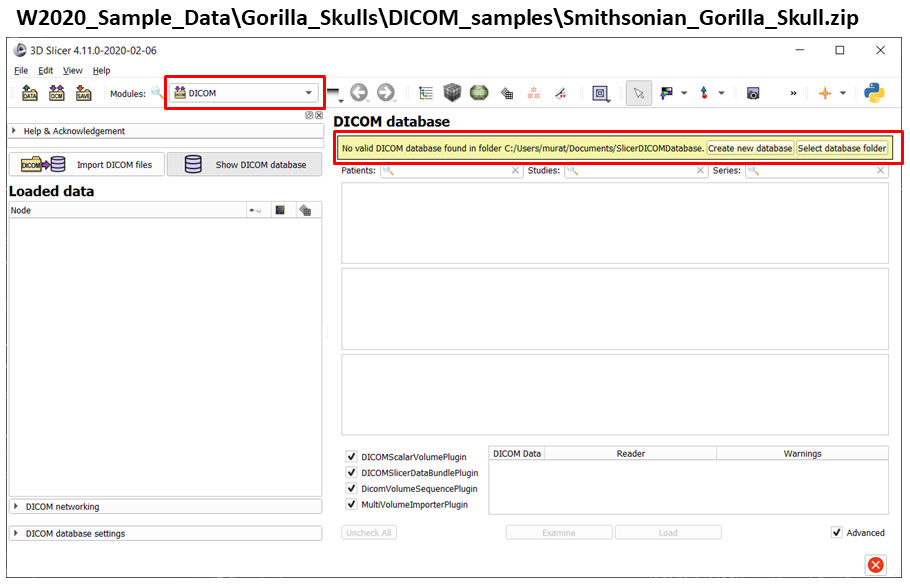 W2020_Sample_Data\Gorilla_Skulls\DICOM_samples\Smithsonian_Gorilla_Skull.zip
3D Slicer 4.11.0-2020-02-06
File Edit View Help
DATA DCM SAVE Modules: DICOM
Help & Acknowledgement
DICOM Import DICOM files Show DICOM database
Loaded data
Node
DICOM networking
DICOM database settings
DICOM database
No valid DICOM database found in folder C:/Users/murat/Documents/SlicerDICOMDatabase. Create new database Select database folder
Patients: Studies: Series:
DICOMScalarVolumePlugin
DICOMSlicerDataBundlePlugin
DicomVolumeSequencePlugin
MultiVolumeImporterPlugin
DICOM Data Reader Warnings
Uncheck All Examine Load Advanced